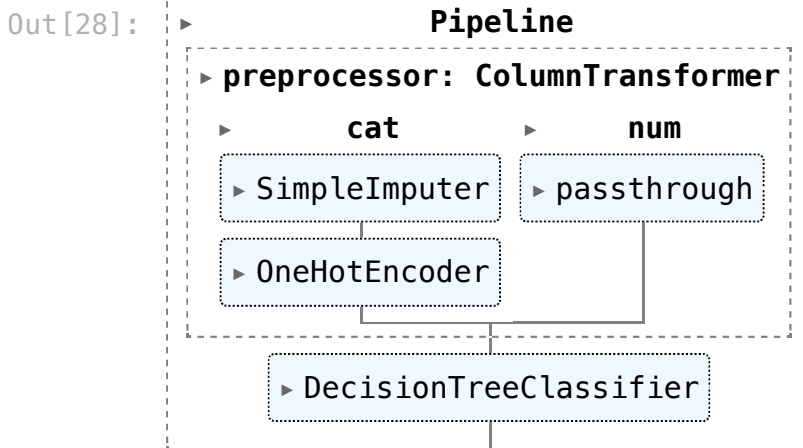 Out[28]:
▸ Pipeline
▸ preprocessor: ColumnTransformer
▸ cat ▸ num
▸ SimpleImputer ▸ passthrough
▸ OneHotEncoder
▸ DecisionTreeClassifier